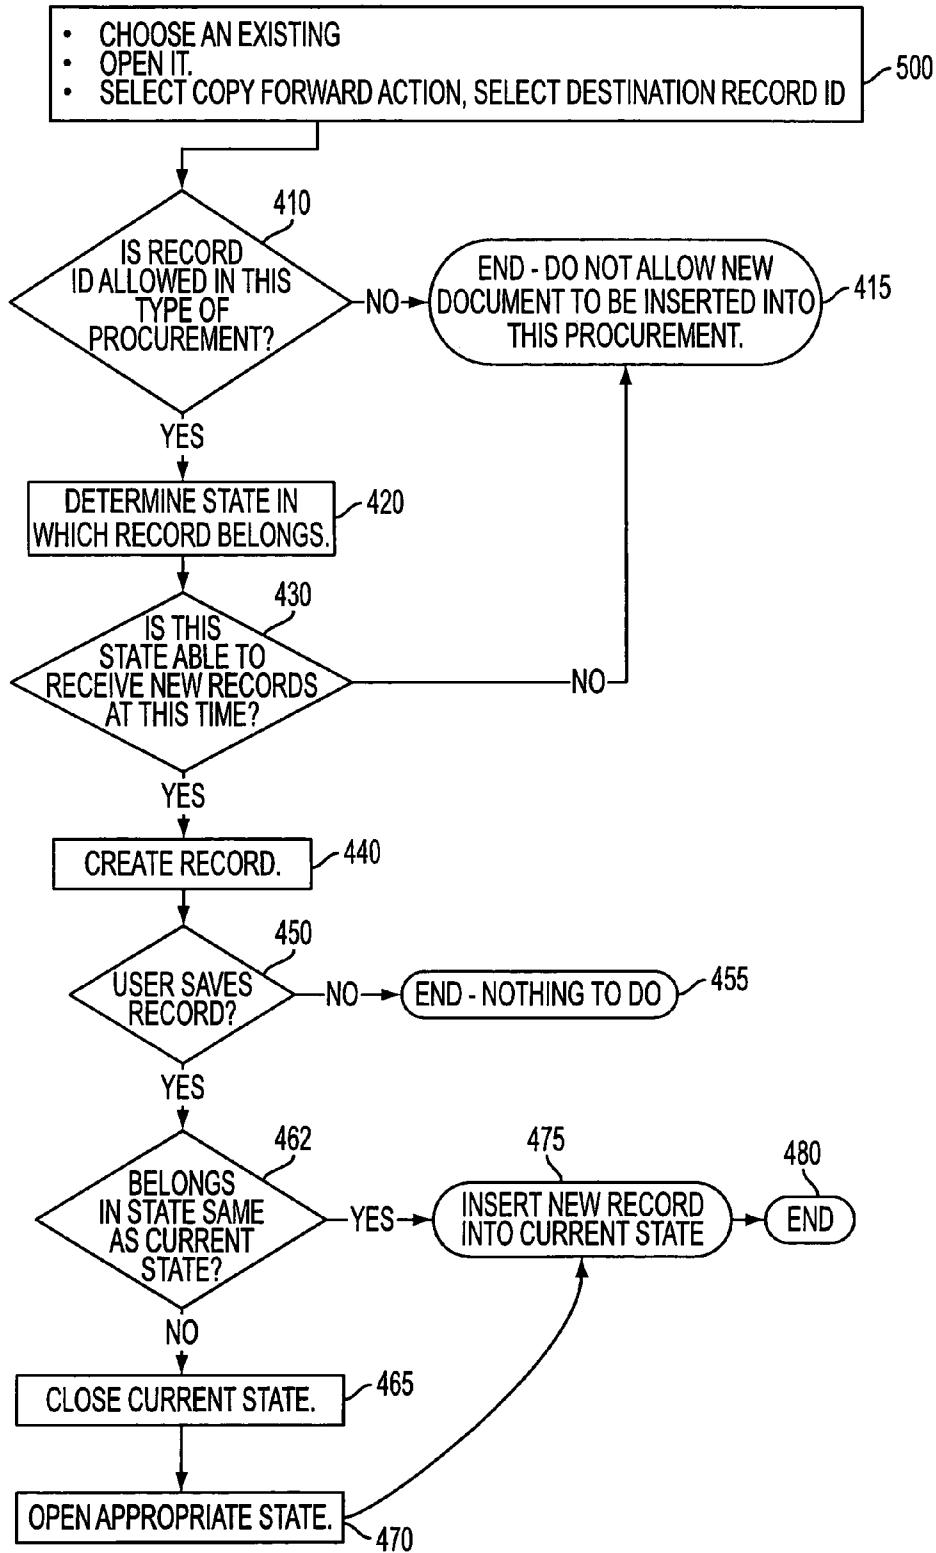 • CHOOSE AN EXISTING
• OPEN IT.
• SELECT COPY FORWARD ACTION, SELECT DESTINATION RECORD ID
500
410
IS RECORD
ID ALLOWED IN THIS
TYPE OF
PROCUREMENT?
NO
END - DO NOT ALLOW NEW
DOCUMENT TO BE INSERTED INTO
THIS PROCUREMENT.
415
YES
DETERMINE STATE IN
WHICH RECORD BELONGS.
420
430
IS THIS
STATE ABLE TO
RECEIVE NEW RECORDS
AT THIS TIME?
NO
YES
CREATE RECORD.
440
450
USER SAVES
RECORD?
NO
END - NOTHING TO DO
455
YES
462
BELONGS
IN STATE SAME
AS CURRENT
STATE?
YES
475
INSERT NEW RECORD
INTO CURRENT STATE
480
END
NO
CLOSE CURRENT STATE.
465
OPEN APPROPRIATE STATE.
470